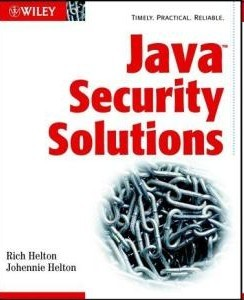 WILEY
TIMELY. PRACTICAL. RELIABLE.
Java™
Security
Solutions
Rich Helton
Johennie Helton